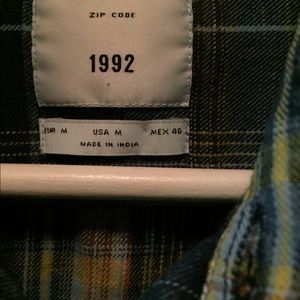 ZIP CODE
1992
EUR M USA M MEX 40
MADE IN INDIA